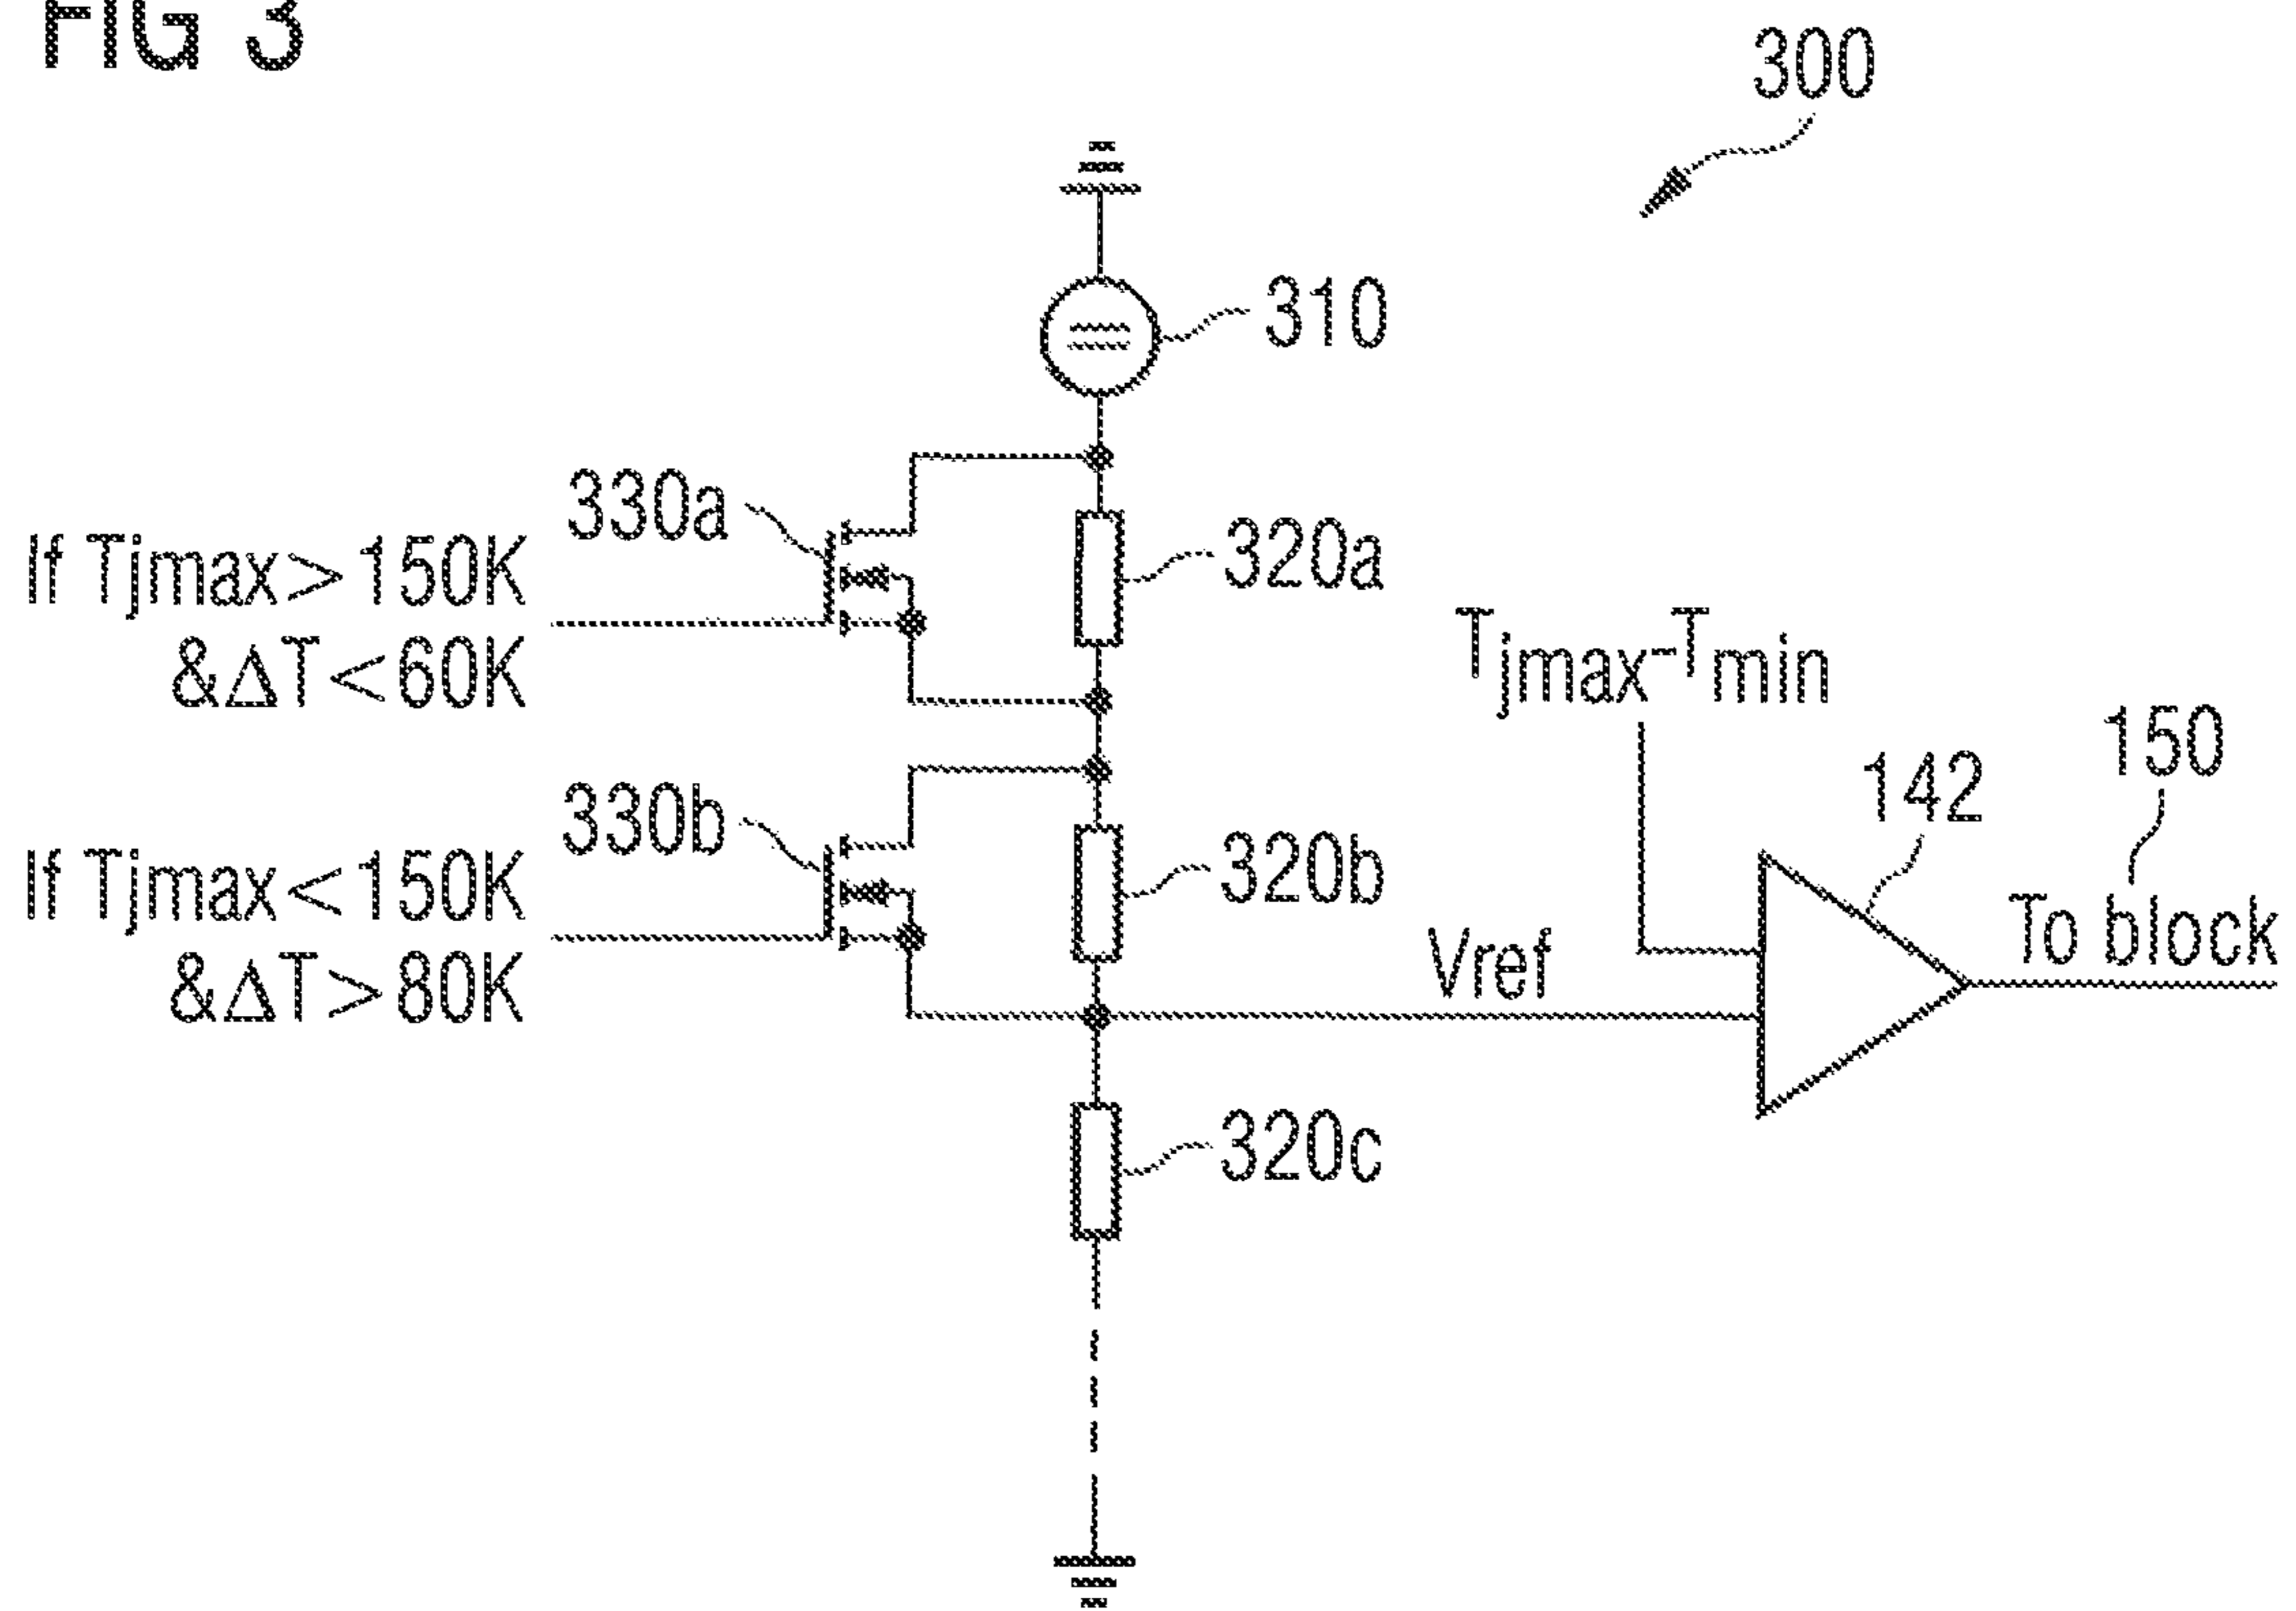 FIG 3
300
310
330a
320a
If Tjmax>150K
&ΔT<60K
Tjmax-Tmin
150
142
330b
320b
If Tjmax<150K
&ΔT>80K
Vref
To block
320c